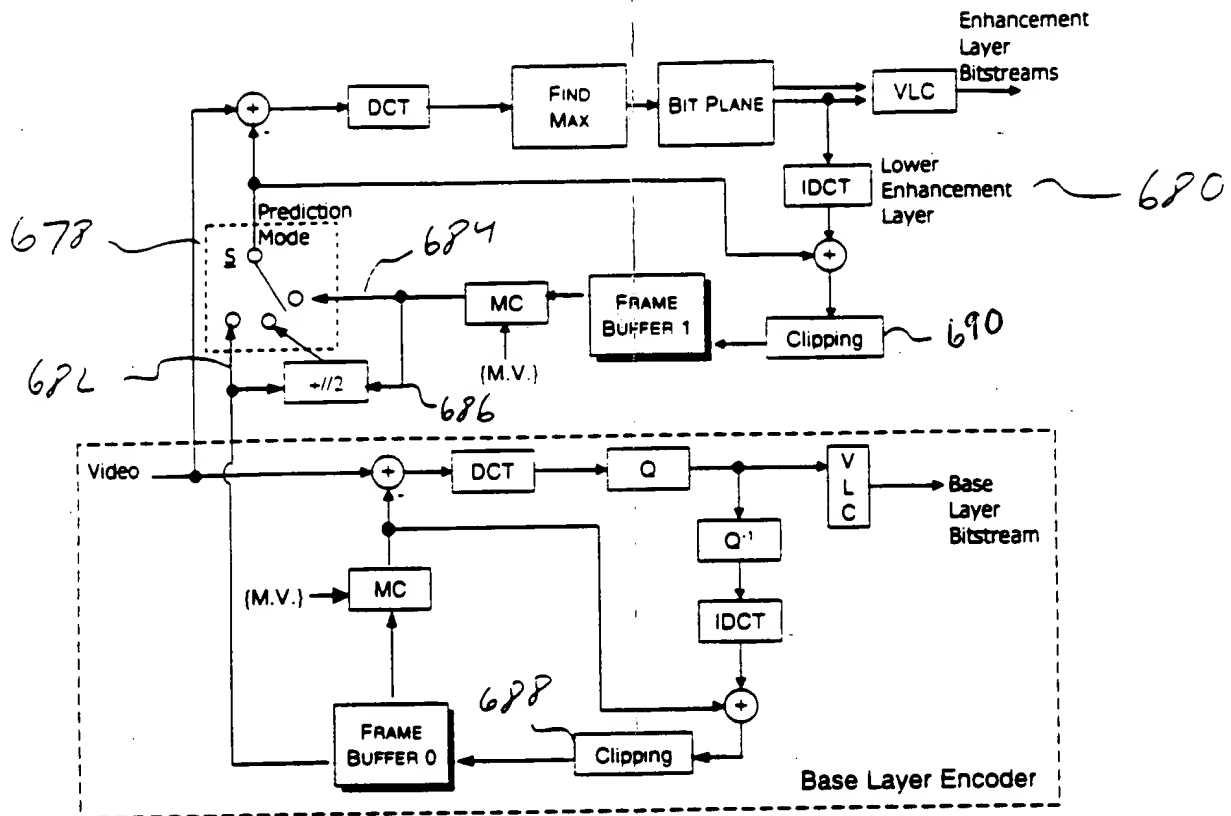 Enhancement
Layer
Bitstreams
DCT
FIND
MAX
BIT PLANE
VLC
IDCT
Lower
Enhancement
Layer
680
Prediction
Mode
678
S
684
MC
FRAME
BUFFER 1
Clipping
690
(M.V.)
682
÷//2
686
Video
DCT
Q
V
L
C
Base
Layer
Bitstream
Q-1
(M.V.)
MC
IDCT
688
FRAME
BUFFER 0
Clipping
Base Layer Encoder